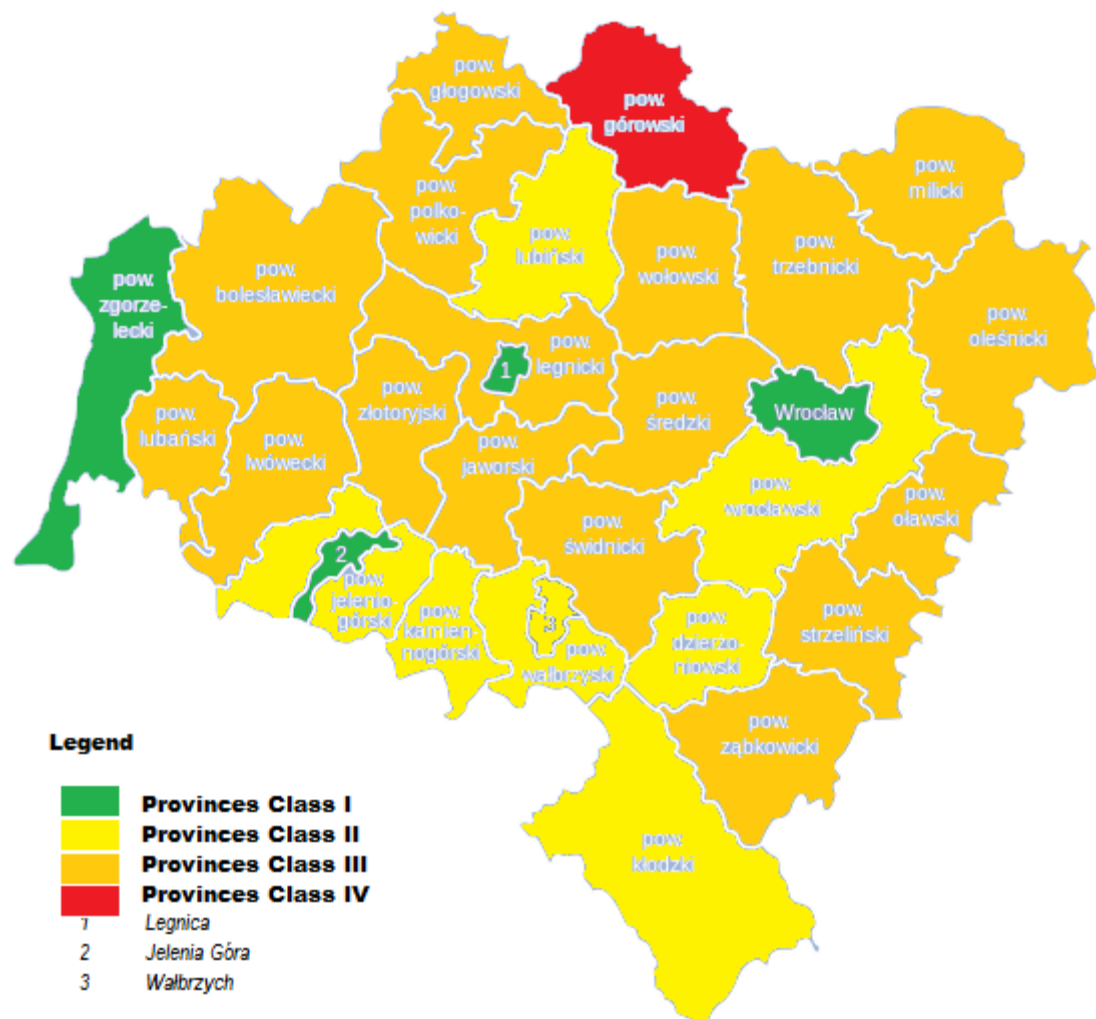 pow.
głogowski
pow.
górowski
pow.
milicki
pow.
polko-
wicki
pow.
lubiński
pow.
wołowski
pow.
trzebnicki
pow.
zgorze-
lecki
pow.
bolesławiecki
pow.
oleśnicki
pow.
legnicki
1
pow.
lubański
pow.
lwówecki
pow.
złotoryjski
pow.
jaworski
pow.
średzki
Wrocław
pow.
wrocławski
pow.
oławski
pow.
świdnicki
2
pow.
jelenio-
górski
pow.
kamien-
nogórski
3
pow.
wałbrzyski
pow.
dzierżo-
niowski
pow.
strzeliński
pow.
ząbkowicki
pow.
kłodzki
Legend
Provinces Class I
Provinces Class II
Provinces Class III
Provinces Class IV
1 Legnica
2 Jelenia Góra
3 Wałbrzych